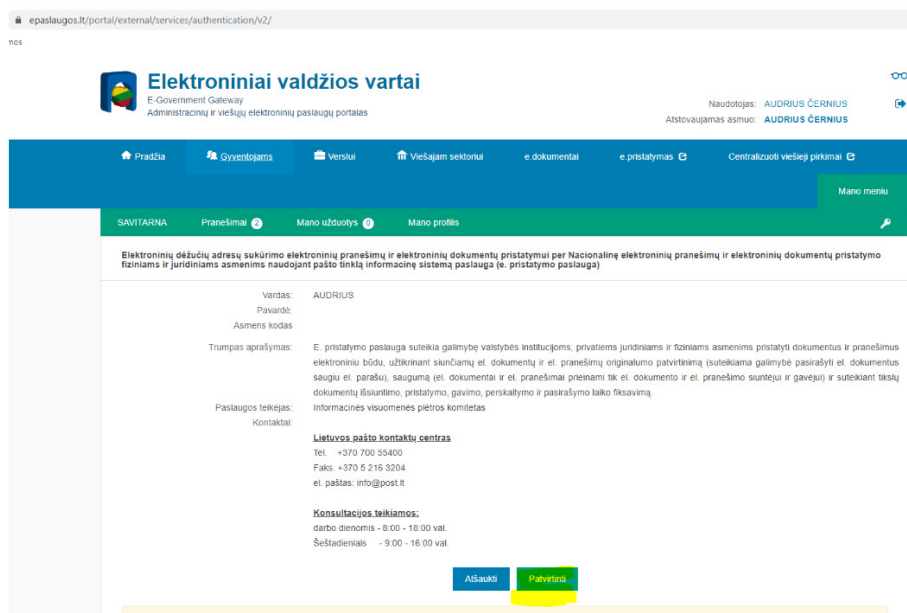 epaslaugos.lt/portal/external/services/authentication/v2/
mos
Elektroniniai valdžios vartai
E-Government Gateway
Administracinių ir viešųjų elektroninių paslaugų portalas
Naudotojas: AUDRIUS ČERNIUS
Atstovaujamas asmuo: AUDRIUS ČERNIUS
Pradžia Gyventojams Verslui Viešajam sektoriui e.dokumentai e.pristatymas Centralizuoti viešieji pirkimai
Mano meniu
SAVITARNA Pranešimai 2 Mano užduotys 0 Mano profilis
Elektroninių dėžučių adresų sukūrimo elektroninių pranešimų ir elektroninių dokumentų pristatymui per Nacionalinę elektroninių pranešimų ir elektroninių dokumentų pristatymo
fiziniams ir juridiniams asmenims naudojant pašto tinklą informacinę sistemą paslauga (e. pristatymo paslauga)
Vardas: AUDRIUS
Pavardė:
Asmens kodas
Trumpas aprašymas: E. pristatymo paslauga suteikia galimybę valstybės institucijoms, privatiems juridiniams ir fiziniams asmenims pristatyti dokumentus ir pranešimus
elektroniniu būdu, užtikrinant siunčiamų el. dokumentų ir el. pranešimų originalumo patvirtinimą (suteikiama galimybė pasirašyti el. dokumentus
saugiu el. parašu), saugumą (el. dokumentai ir el. pranešimai prieinami tik el. dokumento ir el. pranešimo siuntėjui ir gavėjui) ir suteikiant tikslų
dokumentų išsiuntimo, pristatymo, gavimo, perskaitymo ir pasirašymo laiko fiksavimą.
Paslaugos teikėjas: Informacinės visuomenės plėtros komitetas
Kontaktai:
Lietuvos pašto kontaktų centras
Tel. +370 700 55400
Faks. +370 5 216 3204
el. paštas: info@post.lt
Konsultacijos teikiamos:
darbo dienomis - 8:00 - 18:00 val.
Šeštadieniais - 9:00 - 16:00 val.
Atšaukti Patvirtinti